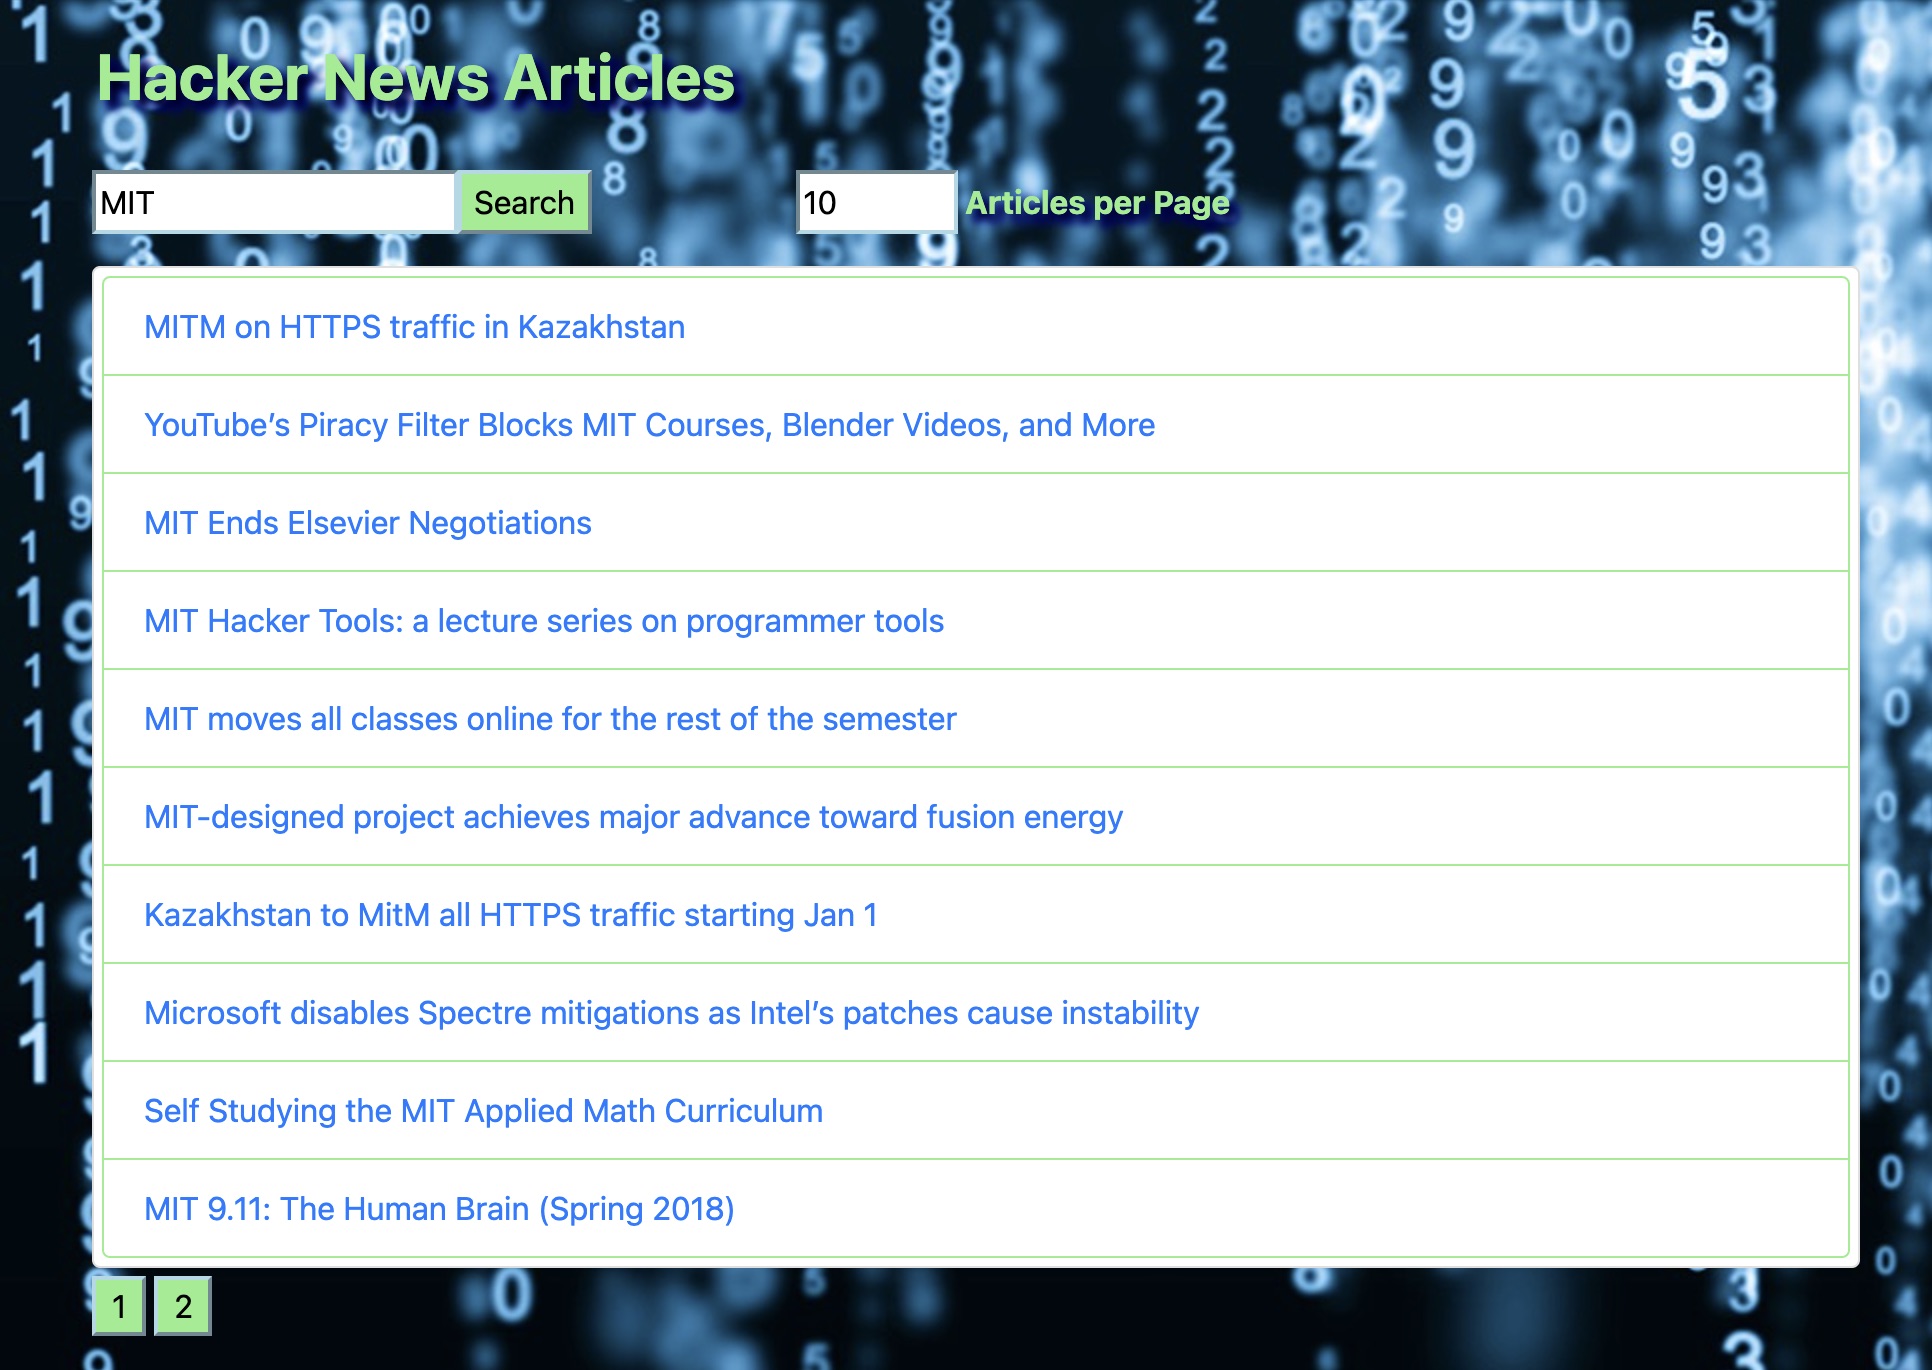 Hacker News Articles
MIT Search 10 Articles per Page
MITM on HTTPS traffic in Kazakhstan
YouTube’s Piracy Filter Blocks MIT Courses, Blender Videos, and More
MIT Ends Elsevier Negotiations
MIT Hacker Tools: a lecture series on programmer tools
MIT moves all classes online for the rest of the semester
MIT-designed project achieves major advance toward fusion energy
Kazakhstan to MitM all HTTPS traffic starting Jan 1
Microsoft disables Spectre mitigations as Intel’s patches cause instability
Self Studying the MIT Applied Math Curriculum
MIT 9.11: The Human Brain (Spring 2018)
1 2